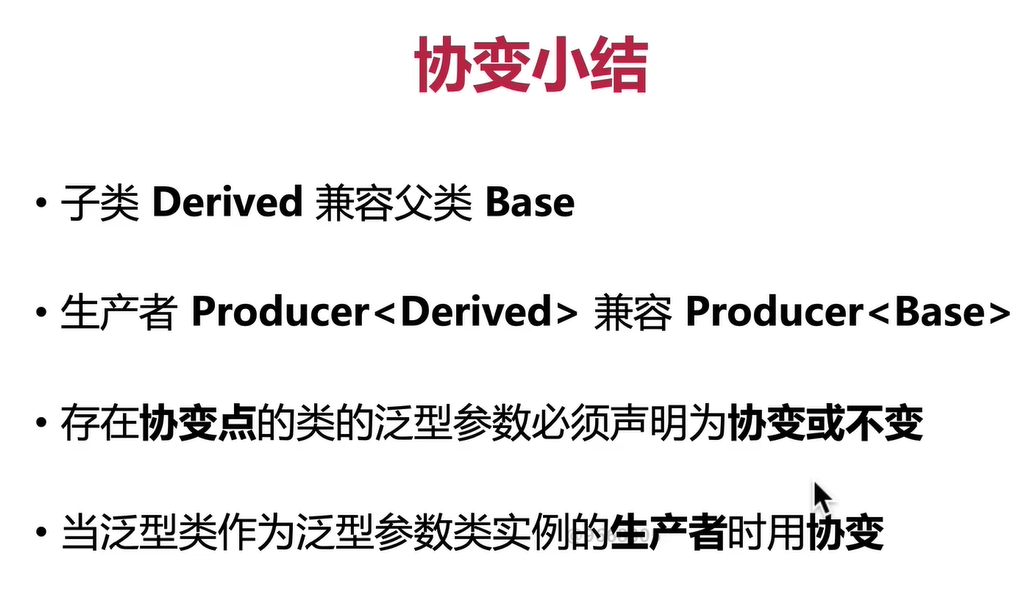 协变小结
• 子类 Derived 兼容父类 Base
• 生产者 Producer<Derived> 兼容 Producer<Base>
• 存在协变点的类的泛型参数必须声明为协变或不变
• 当泛型类作为泛型参数类实例的生产者时用协变